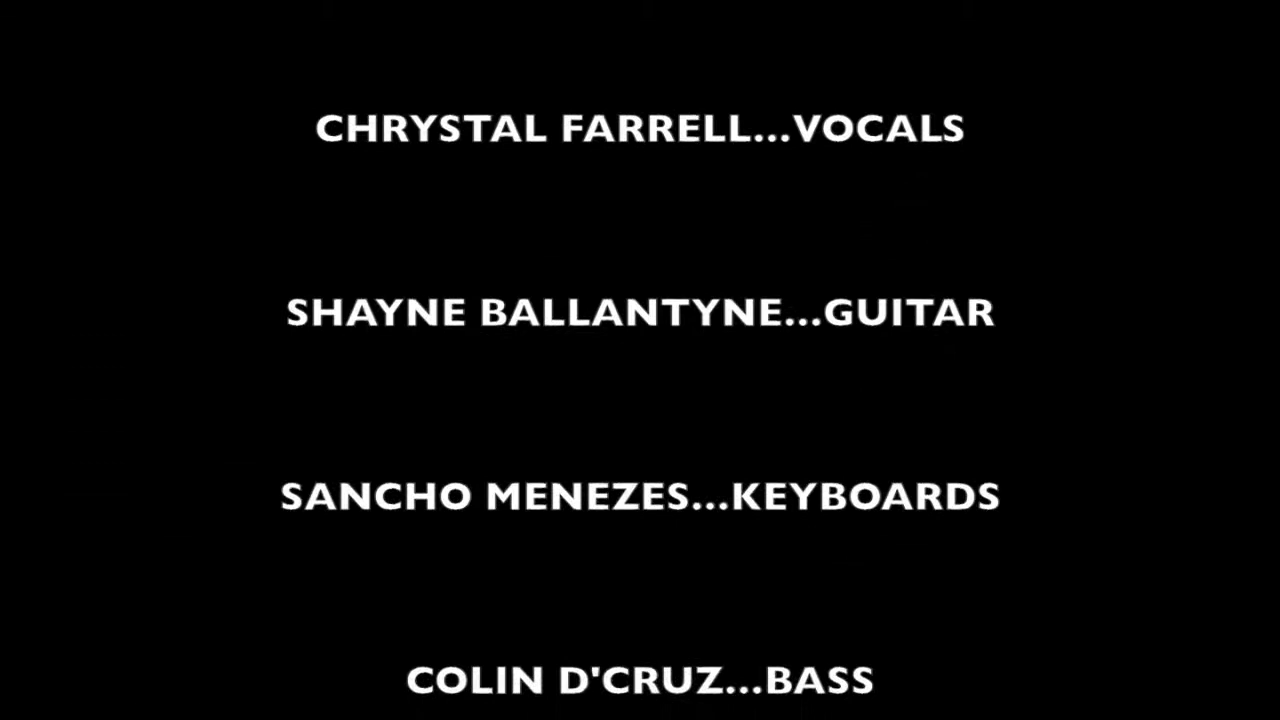 CHRYSTAL FARRELL...VOCALS
SHAYNE BALLANTYNE...GUITAR
SANCHO MENEZES...KEYBOARDS
COLIN D'CRUZ...BASS